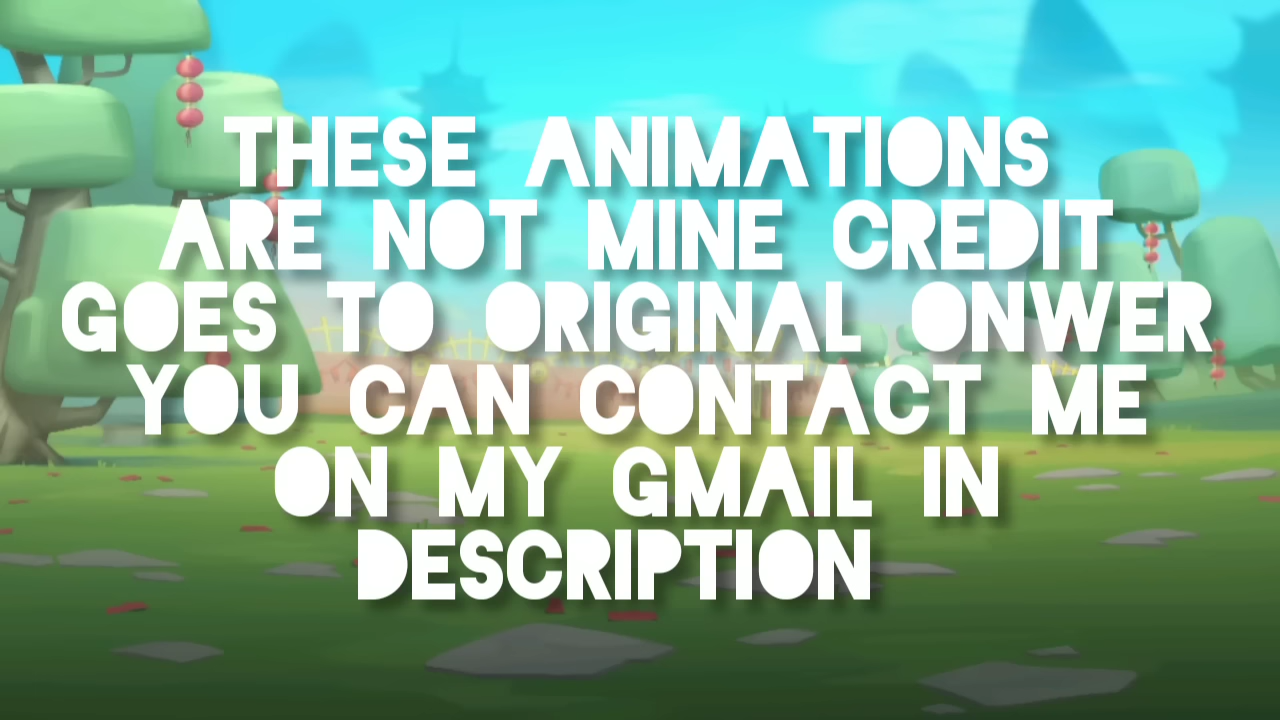 THESE ANIMATIONS
ARE NOT MINE CREDIT
GOES TO ORIGINAL ONWER
YOU CAN CONTACT ME
ON MY GMAIL IN
DESCRIPTION